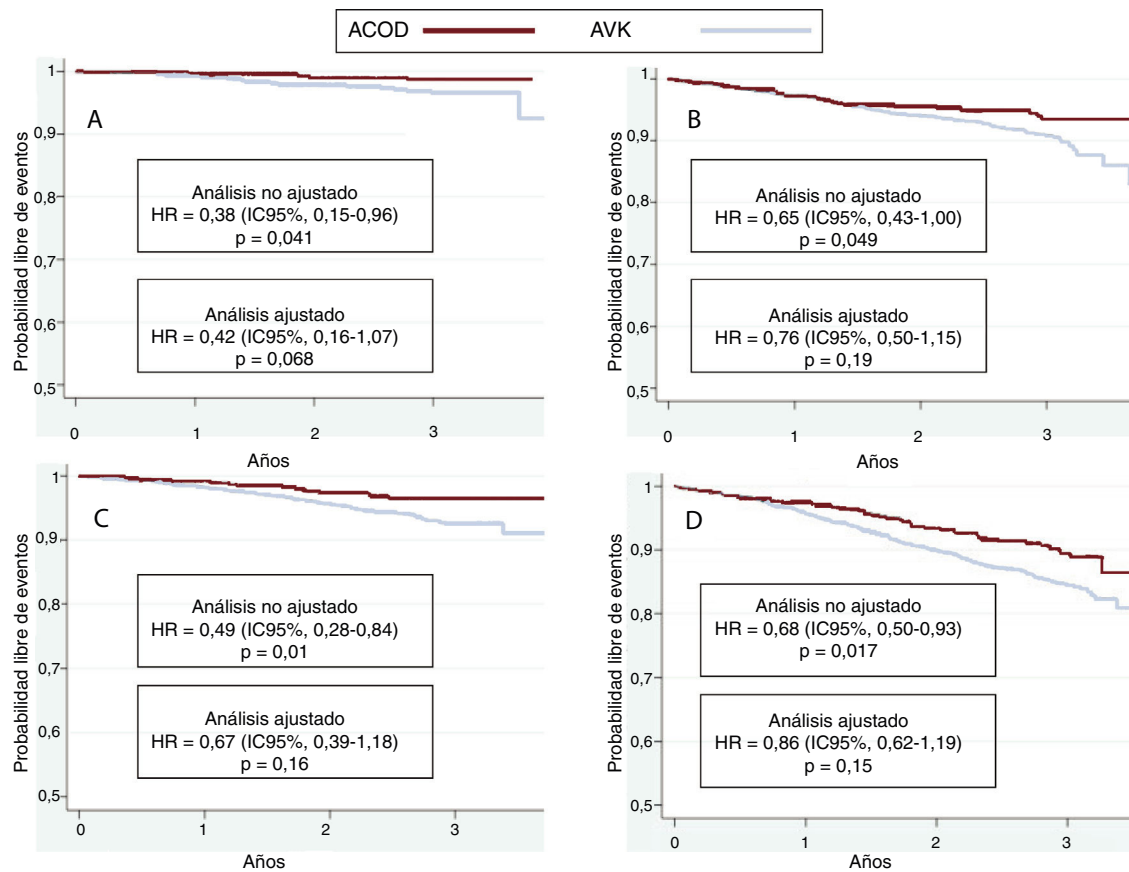 ACOD AVK
A
Probabilidad libre de eventos
1
0,9
0,8
0,7
0,6
0,5
Análisis no ajustado
HR = 0,38 (IC95%, 0,15-0,96)
p = 0,041
Análisis ajustado
HR = 0,42 (IC95%, 0,16-1,07)
p = 0,068
0 1 2 3
Años
B
Probabilidad libre de eventos
1
0,9
0,8
0,7
0,6
0,5
Análisis no ajustado
HR = 0,65 (IC95%, 0,43-1,00)
p = 0,049
Análisis ajustado
HR = 0,76 (IC95%, 0,50-1,15)
p = 0,19
0 1 2 3
Años
C
Probabilidad libre de eventos
1
0,9
0,8
0,7
0,6
0,5
Análisis no ajustado
HR = 0,49 (IC95%, 0,28-0,84)
p = 0,01
Análisis ajustado
HR = 0,67 (IC95%, 0,39-1,18)
p = 0,16
0 1 2 3
Años
D
Probabilidad libre de eventos
1
0,9
0,8
0,7
0,6
0,5
Análisis no ajustado
HR = 0,68 (IC95%, 0,50-0,93)
p = 0,017
Análisis ajustado
HR = 0,86 (IC95%, 0,62-1,19)
p = 0,15
0 1 2 3
Años